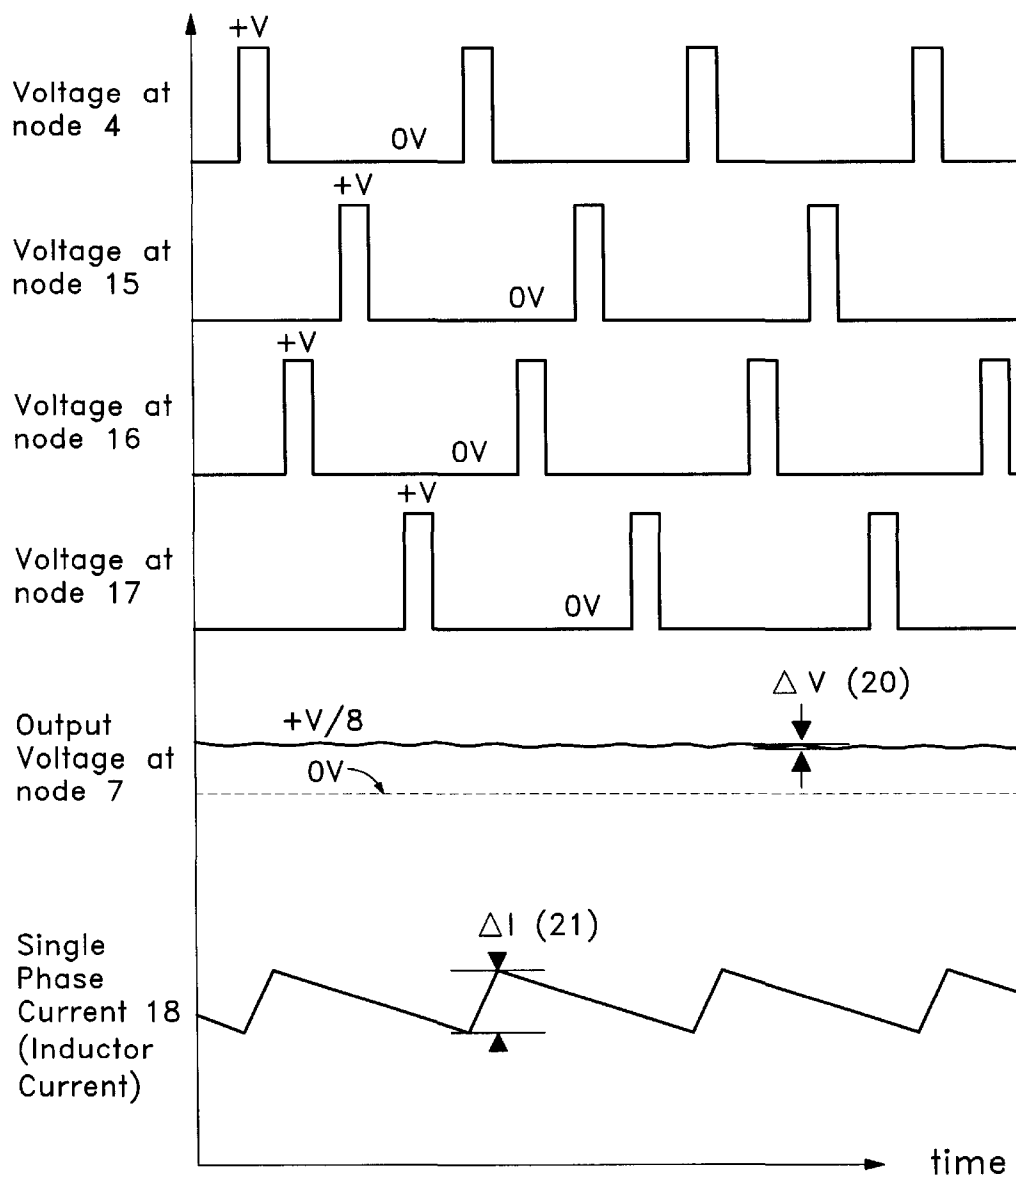 +V
Voltage at
node 4
0V
+V
Voltage at
node 15
0V
+V
Voltage at
node 16
0V
+V
Voltage at
node 17
0V
Δ V (20)
Output
Voltage at
node 7
+V/8
0V
ΔI (21)
Single
Phase
Current 18
(Inductor
Current)
time